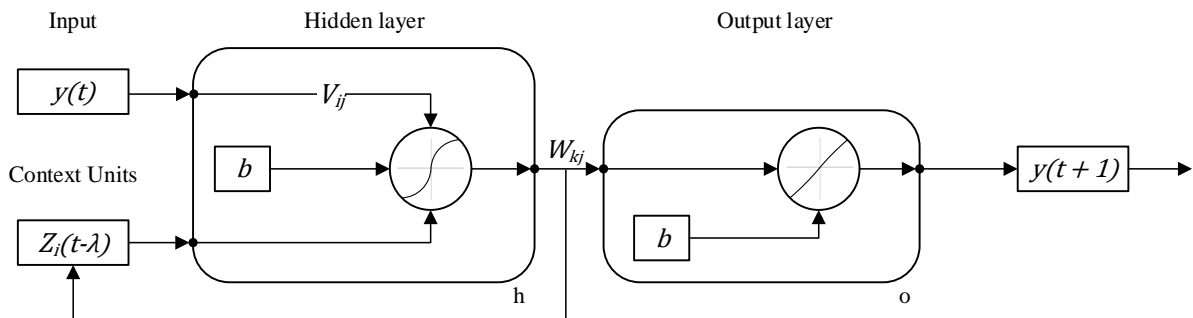 Input
Hidden layer
Output layer
y(t)
V_ij
b
W_kj
y(t + 1)
Context Units
Z_i(t-λ)
b
h
o